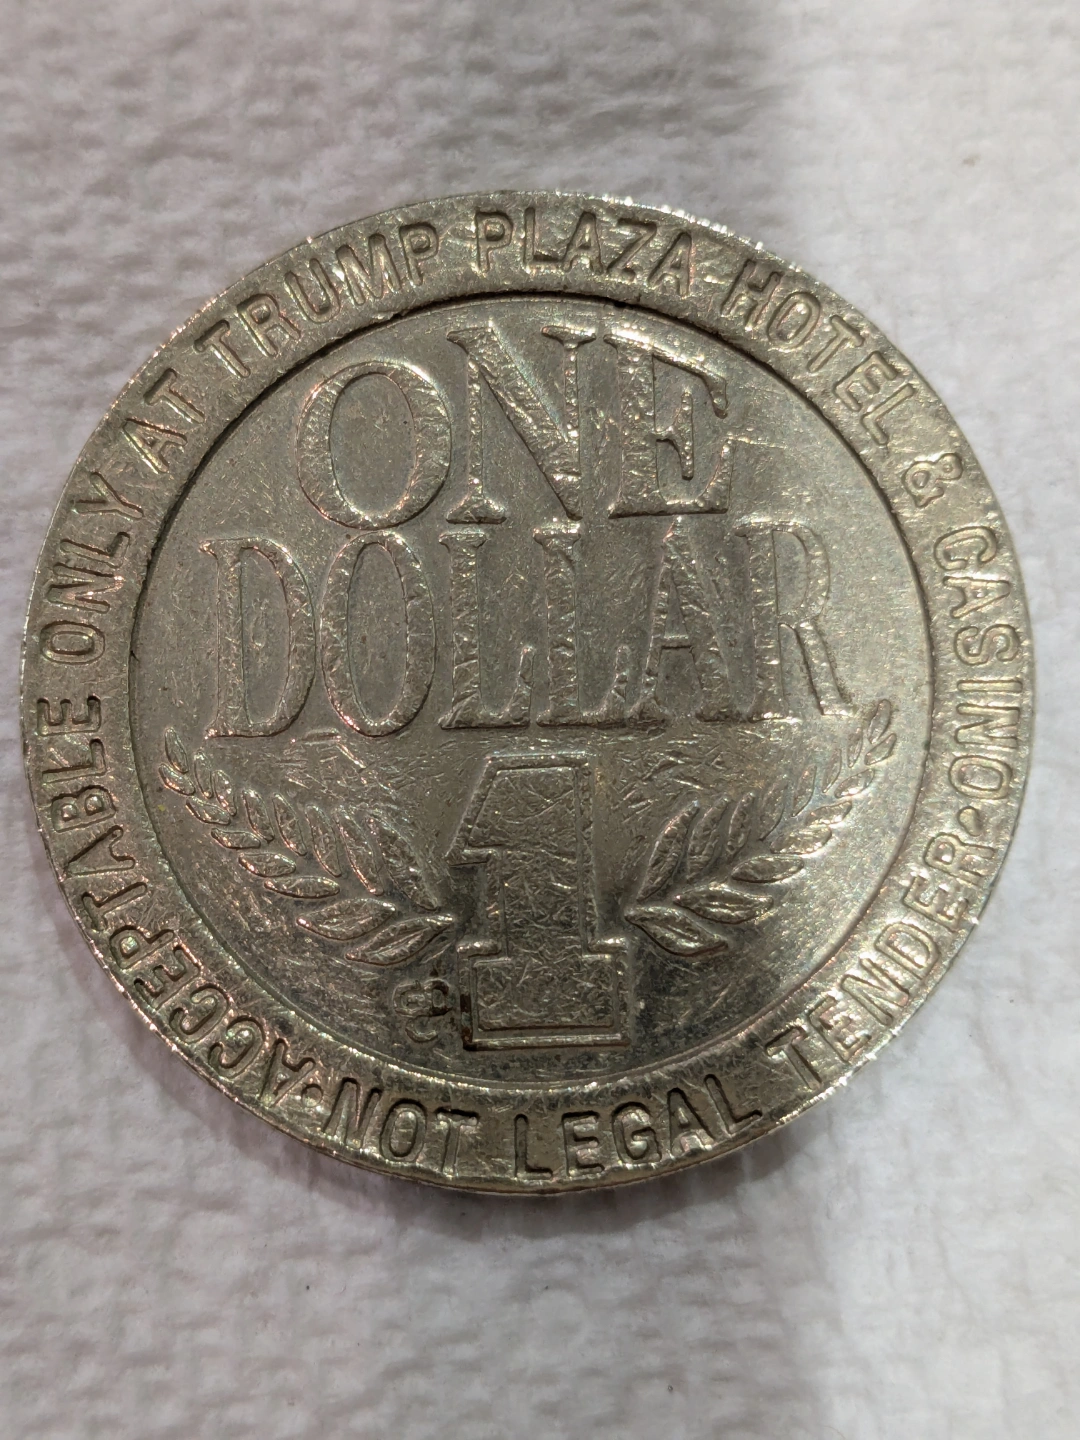 ACCEPTABLE ONLY AT TRUMP PLAZA HOTEL & CASINO
NOT LEGAL TENDER
ONE
DOLLAR
1